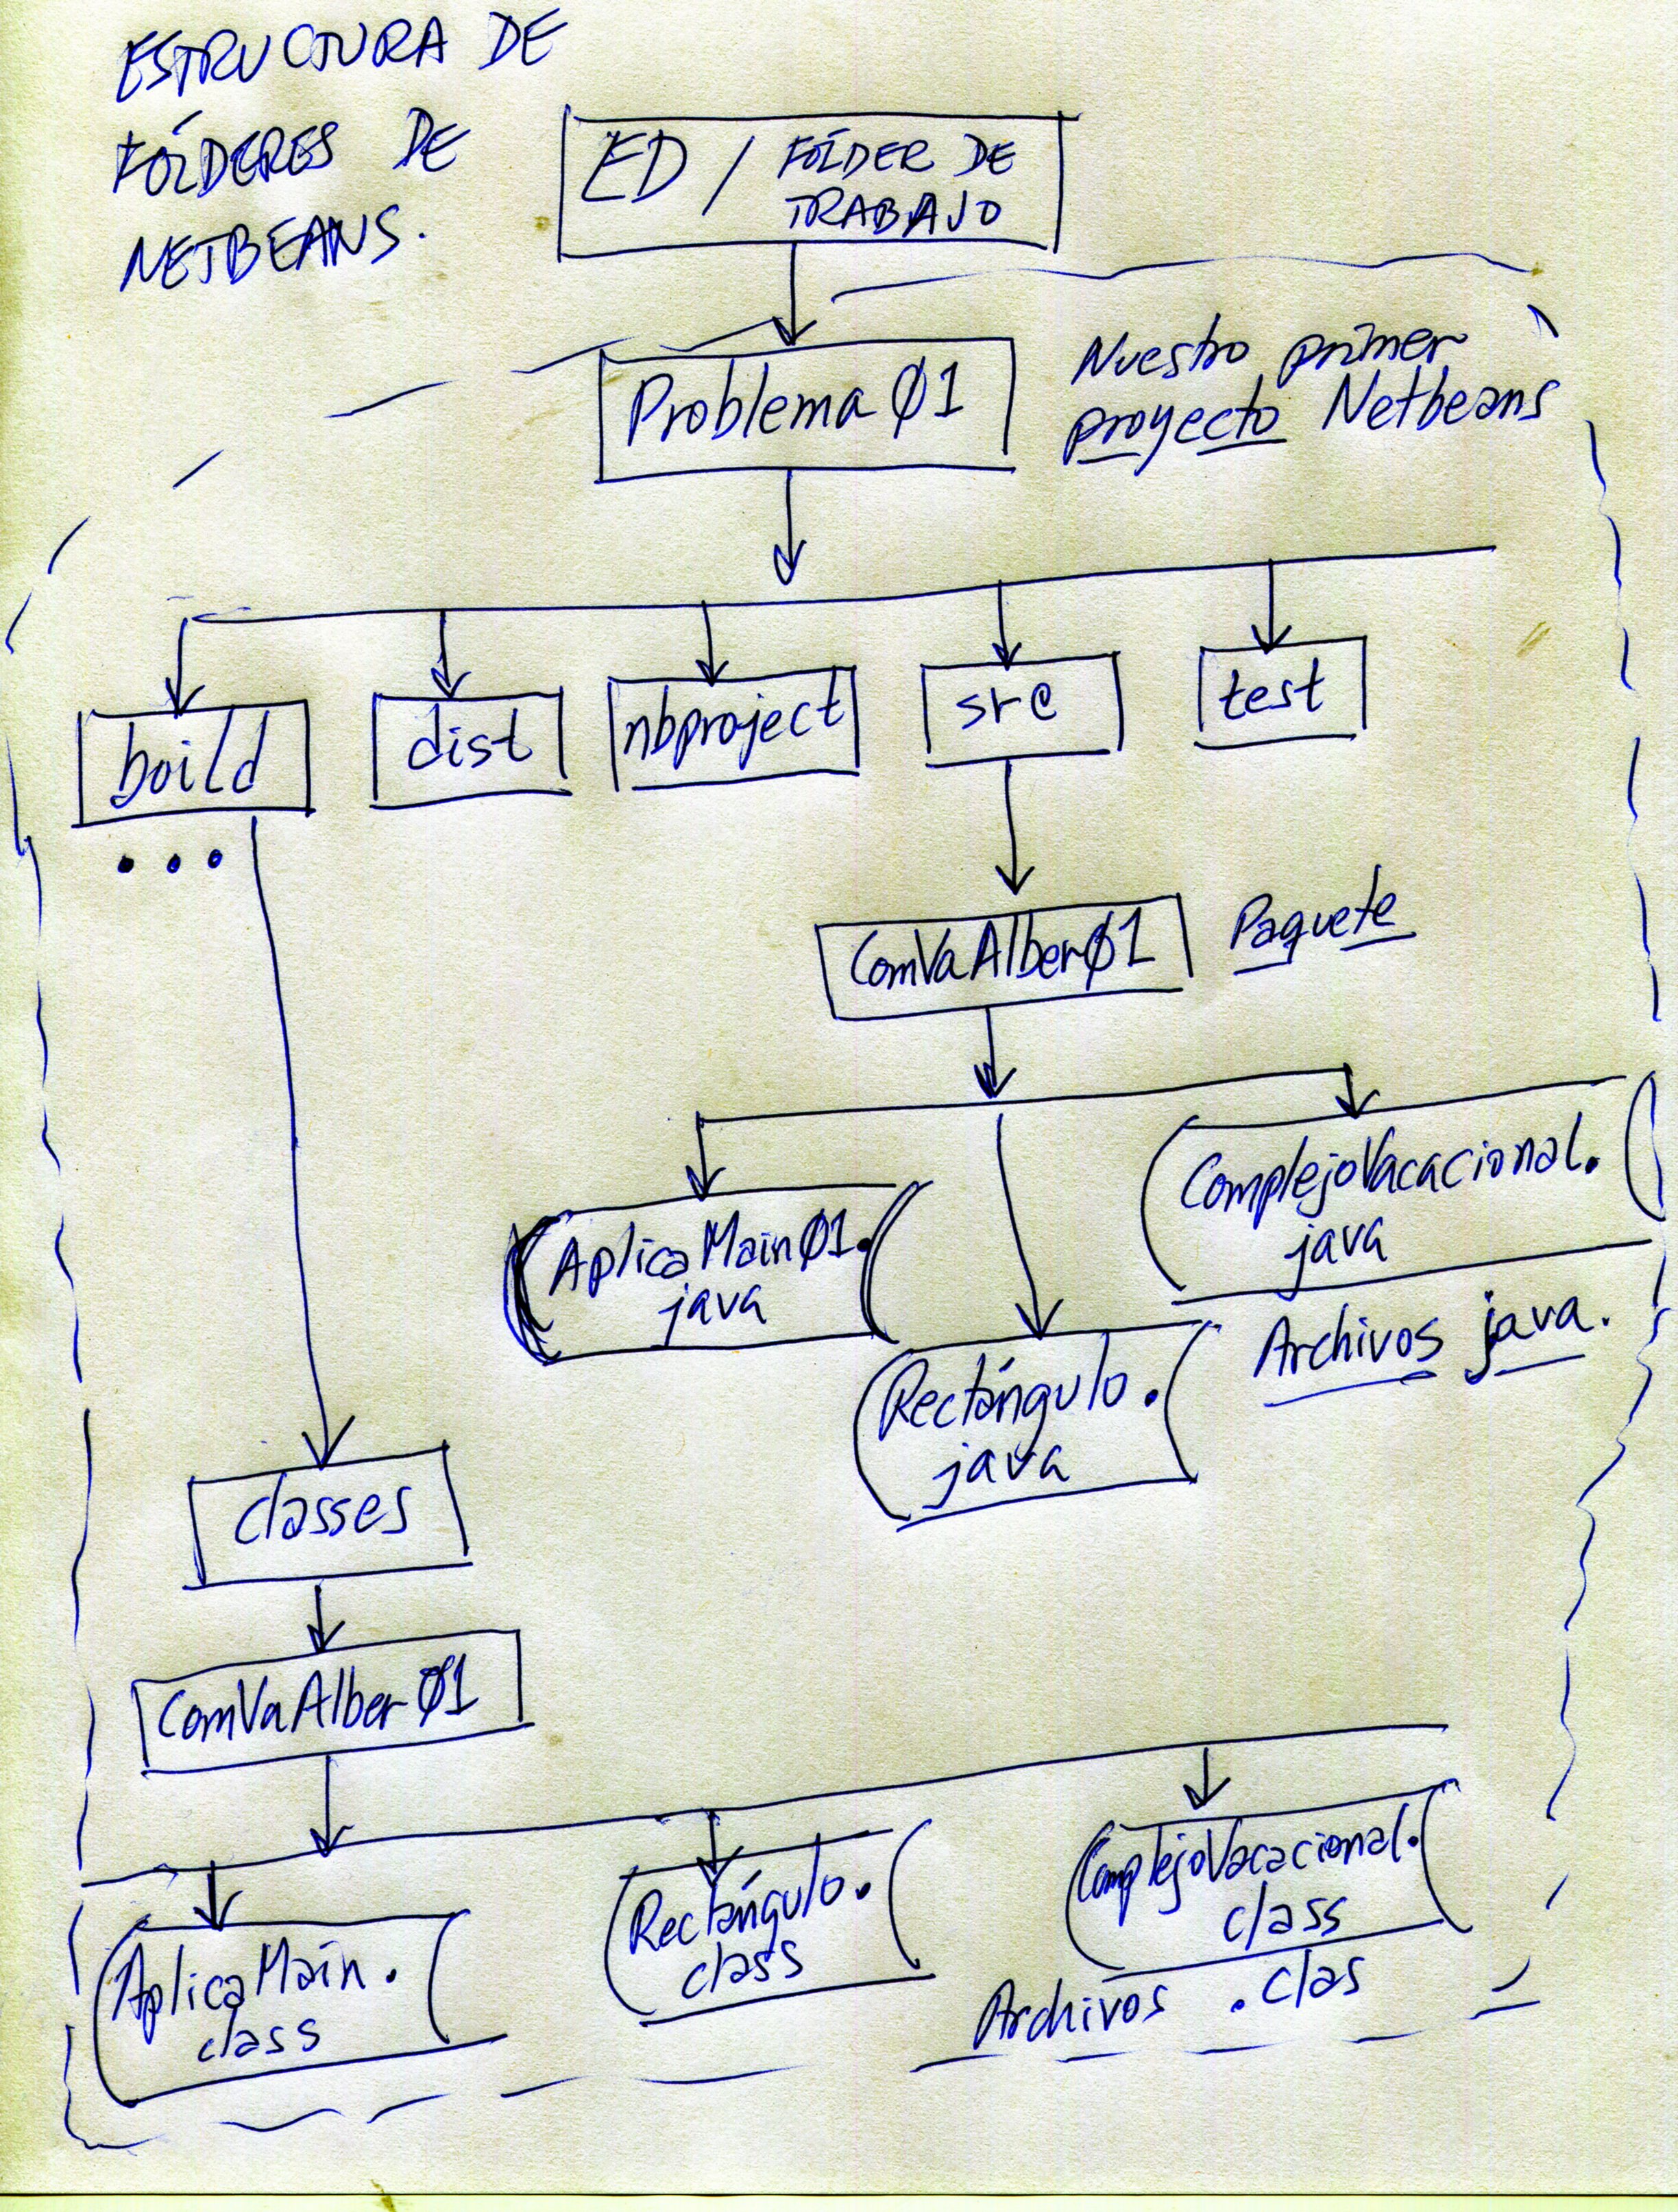 ESTRUCTURA DE
FÓLDERES DE
NETBEANS.
ED / FÓLDER DE
TRABAJO
Problema Ø1
Nuestro primer
proyecto Netbeans
boild
dist
nbproject
src
test
...
ComVaAlberØ1
Paquete
AplicaMainØ1.
java
Rectángulo.
java
ComplejoVacacional.
java
Archivos java.
classes
ComVaAlberØ1
AplicaMain.
class
Rectángulo.
class
ComplejoVacacional.
class
Archivos .clas